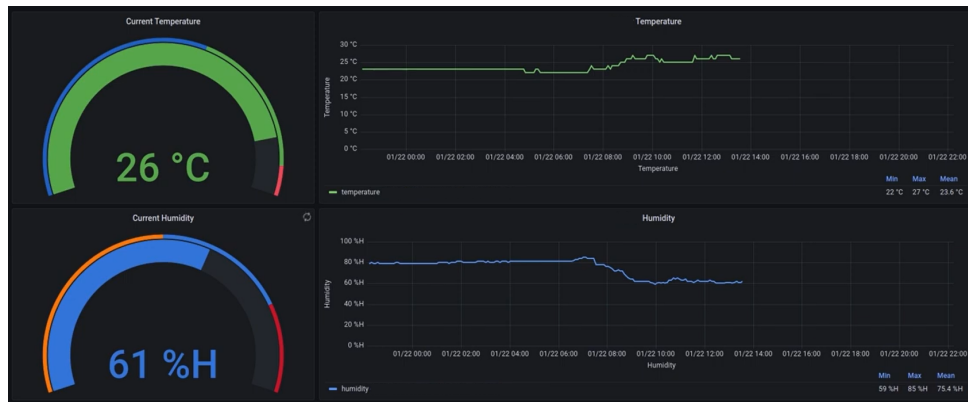 Current Temperature
26 °C
Temperature
30 °C
25 °C
20 °C
15 °C
10 °C
5 °C
0 °C
Temperature
01/22 00:00 01/22 02:00 01/22 04:00 01/22 06:00 01/22 08:00 01/22 10:00 01/22 12:00 01/22 14:00 01/22 16:00 01/22 18:00 01/22 20:00 01/22 22:00
Temperature
Min Max Mean
temperature 22 °C 27 °C 23.6 °C
Current Humidity
61 %H
Humidity
100 %H
80 %H
60 %H
40 %H
20 %H
0 %H
Humidity
01/22 00:00 01/22 02:00 01/22 04:00 01/22 06:00 01/22 08:00 01/22 10:00 01/22 12:00 01/22 14:00 01/22 16:00 01/22 18:00 01/22 20:00 01/22 22:00
Humidity
Min Max Mean
humidity 59 %H 85 %H 75.4 %H